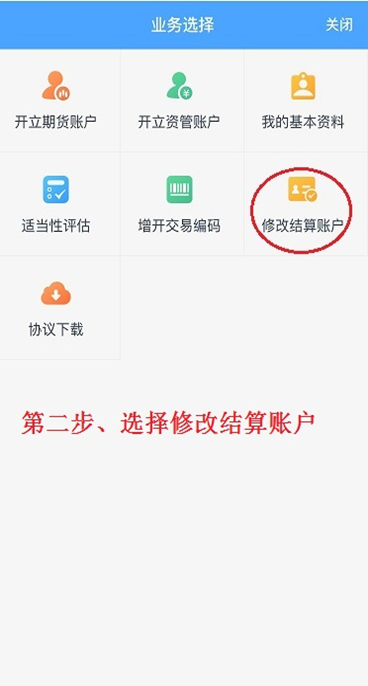 业务选择
关闭
开立期货账户
开立资管账户
我的基本资料
适当性评估
增开交易编码
修改结算账户
协议下载
第二步、选择修改结算账户